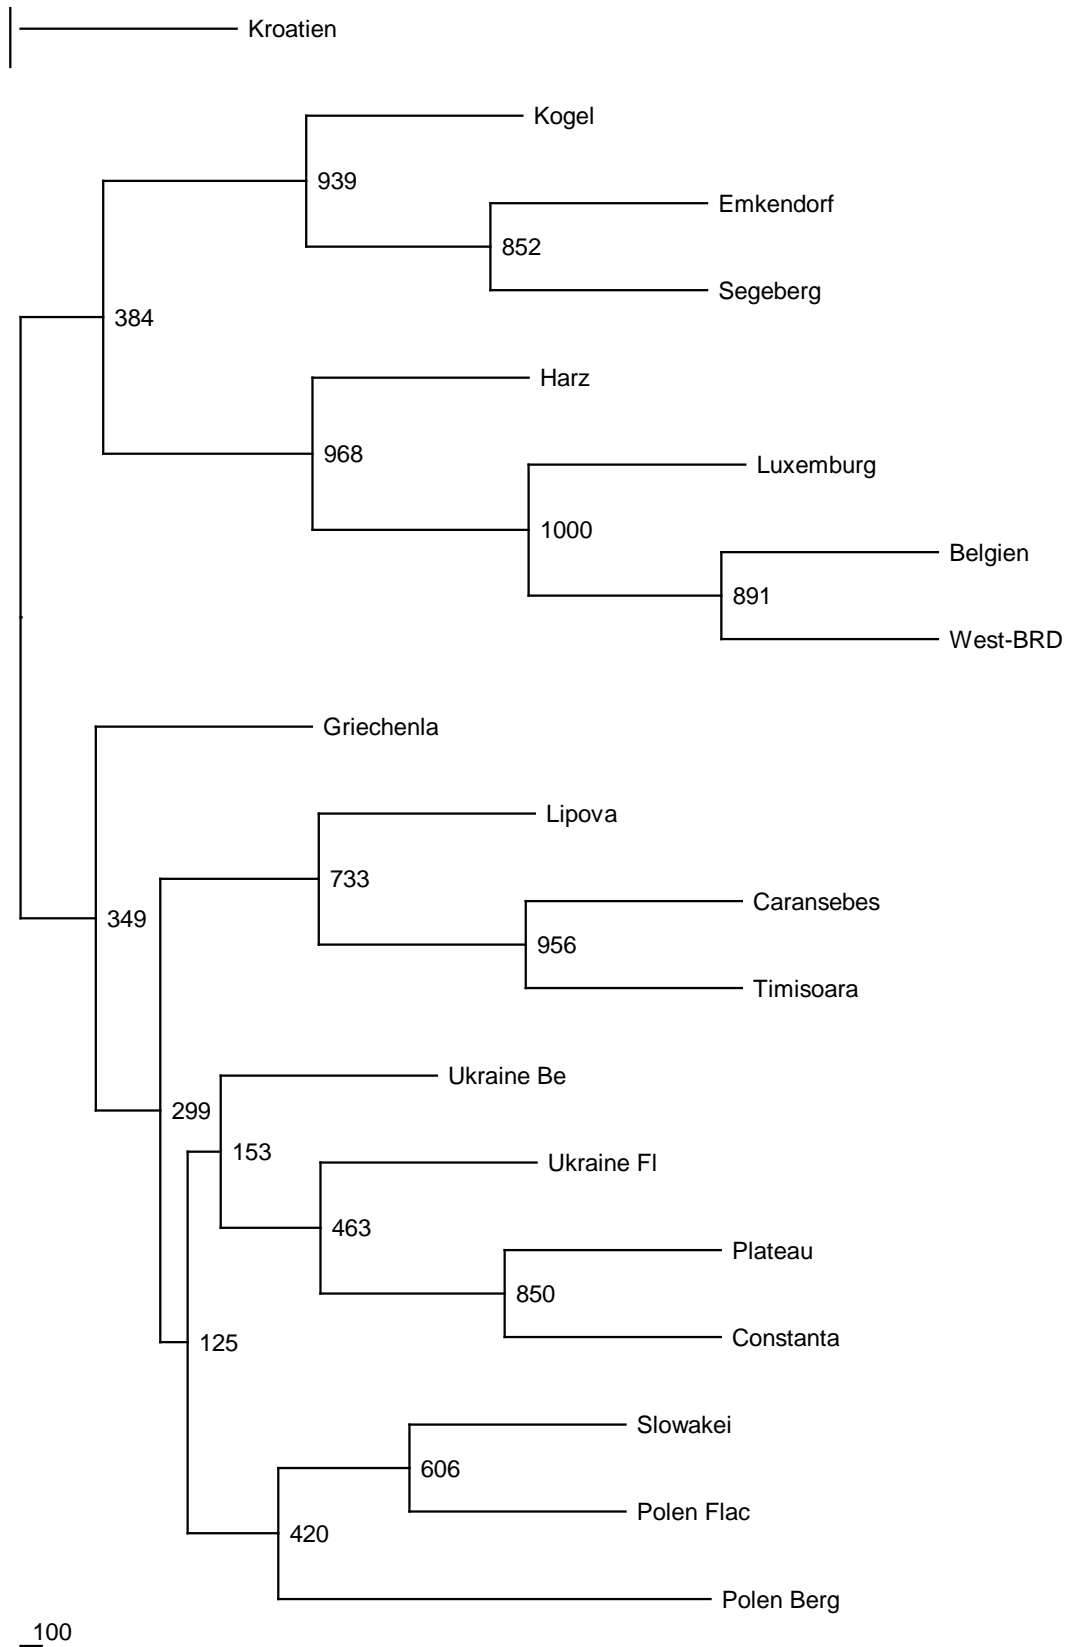 Kroatien
Kogel
939
Emkendorf
852
Segeberg
384
Harz
968
Luxemburg
1000
Belgien
891
West-BRD
Griechenla
Lipova
733
Caransebes
349
956
Timisoara
Ukraine Be
299
153
Ukraine Fl
463
Plateau
850
Constanta
125
Slowakei
606
Polen Flac
420
Polen Berg
100